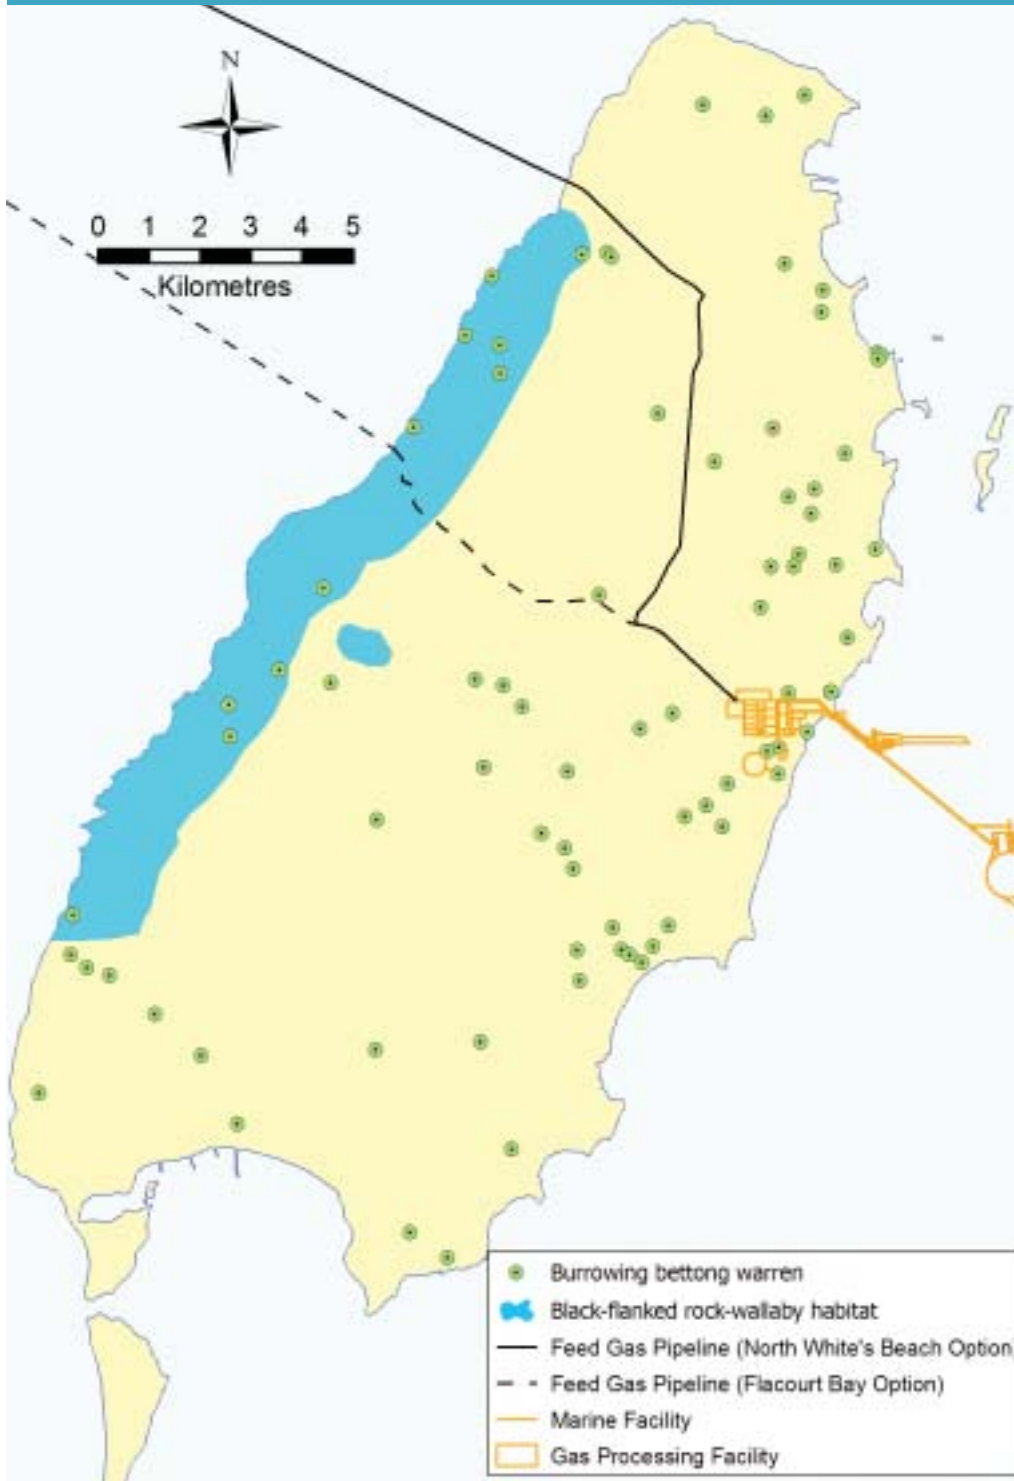 N
0 1 2 3 4 5
Kilometres
Burrowing bettong warren
Black-flanked rock-wallaby habitat
Feed Gas Pipeline (North White's Beach Option)
Feed Gas Pipeline (Flacourt Bay Option)
Marine Facility
Gas Processing Facility